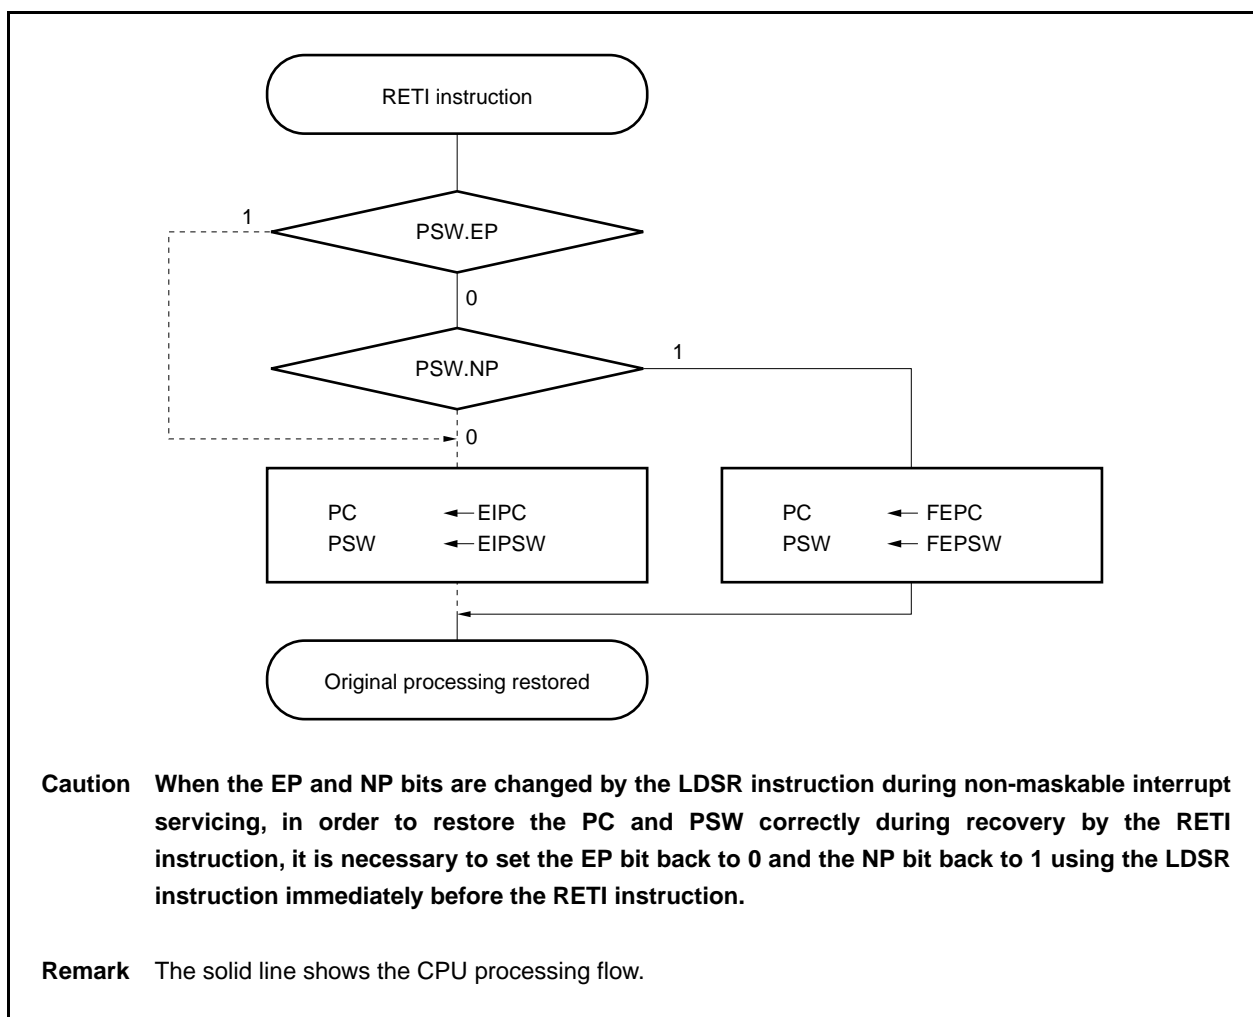 RETI instruction
1
PSW.EP
0
PSW.NP
1
0
PC ← EIPC
PSW ← EIPSW
PC ← FEPC
PSW ← FEPSW
Original processing restored
Caution When the EP and NP bits are changed by the LDSR instruction during non-maskable interrupt
servicing, in order to restore the PC and PSW correctly during recovery by the RETI
instruction, it is necessary to set the EP bit back to 0 and the NP bit back to 1 using the LDSR
instruction immediately before the RETI instruction.
Remark The solid line shows the CPU processing flow.